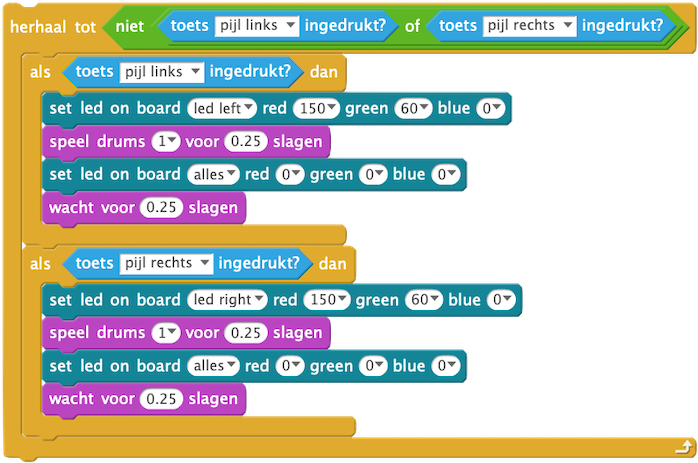 herhaal tot niet toets pijl links ingedrukt? of toets pijl rechts ingedrukt?
als toets pijl links ingedrukt? dan
set led on board led left red 150 green 60 blue 0
speel drums 1 voor 0.25 slagen
set led on board alles red 0 green 0 blue 0
wacht voor 0.25 slagen
als toets pijl rechts ingedrukt? dan
set led on board led right red 150 green 60 blue 0
speel drums 1 voor 0.25 slagen
set led on board alles red 0 green 0 blue 0
wacht voor 0.25 slagen